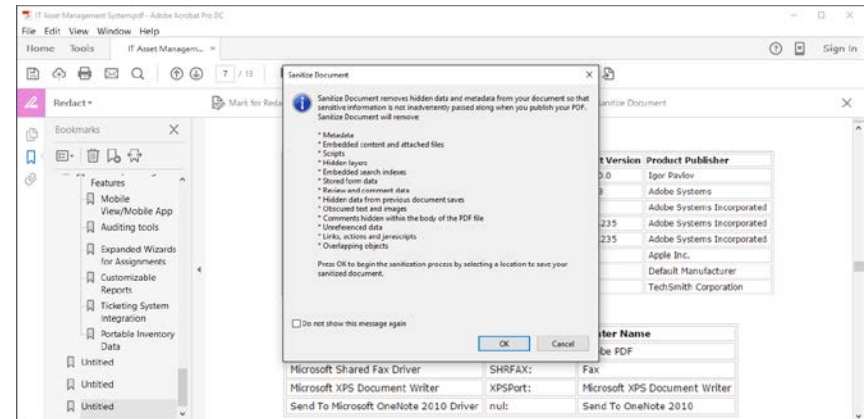 IT Asset Management System.pdf - Adobe Acrobat Pro DC
File Edit View Window Help
Home Tools IT Asset Managem... × Sign In
7 / 13
Redact Mark for Reda Sanitize Document ×
Bookmarks ×
Features
Mobile
View/Mobile App
Auditing tools
Expanded Wizards
for Assignments
Customizable
Reports
Ticketing System
Integration
Portable Inventory
Data
Untitled
Untitled
Untitled
Sanitize Document ×
Sanitize Document removes hidden data and metadata from your document so that
sensitive information is not inadvertently passed along when you publish your PDF.
Sanitize Document will remove:
* Metadata
* Embedded content and attached files
* Scripts
* Hidden layers
* Embedded search indexes
* Stored form data
* Review and comment data
* Hidden data from previous document saves
* Obscured text and images
* Comments hidden within the body of the PDF file
* Unreferenced data
* Links, actions and javascripts
* Overlapping objects
Press OK to begin the sanitization process by selecting a location to save your
sanitized document.
Do not show this message again
OK Cancel
t Version Product Publisher
0.0 Igor Pavlov
Adobe Systems
Adobe Systems Incorporated
.235 Adobe Systems Incorporated
.235 Adobe Systems Incorporated
Apple Inc.
Default Manufacturer
TechSmith Corporation
ter Name
be PDF
Microsoft Shared Fax Driver SHRFAX: Fax
Microsoft XPS Document Writer XPSPort: Microsoft XPS Document Writer
Send To Microsoft OneNote 2010 Driver nul: Send To OneNote 2010